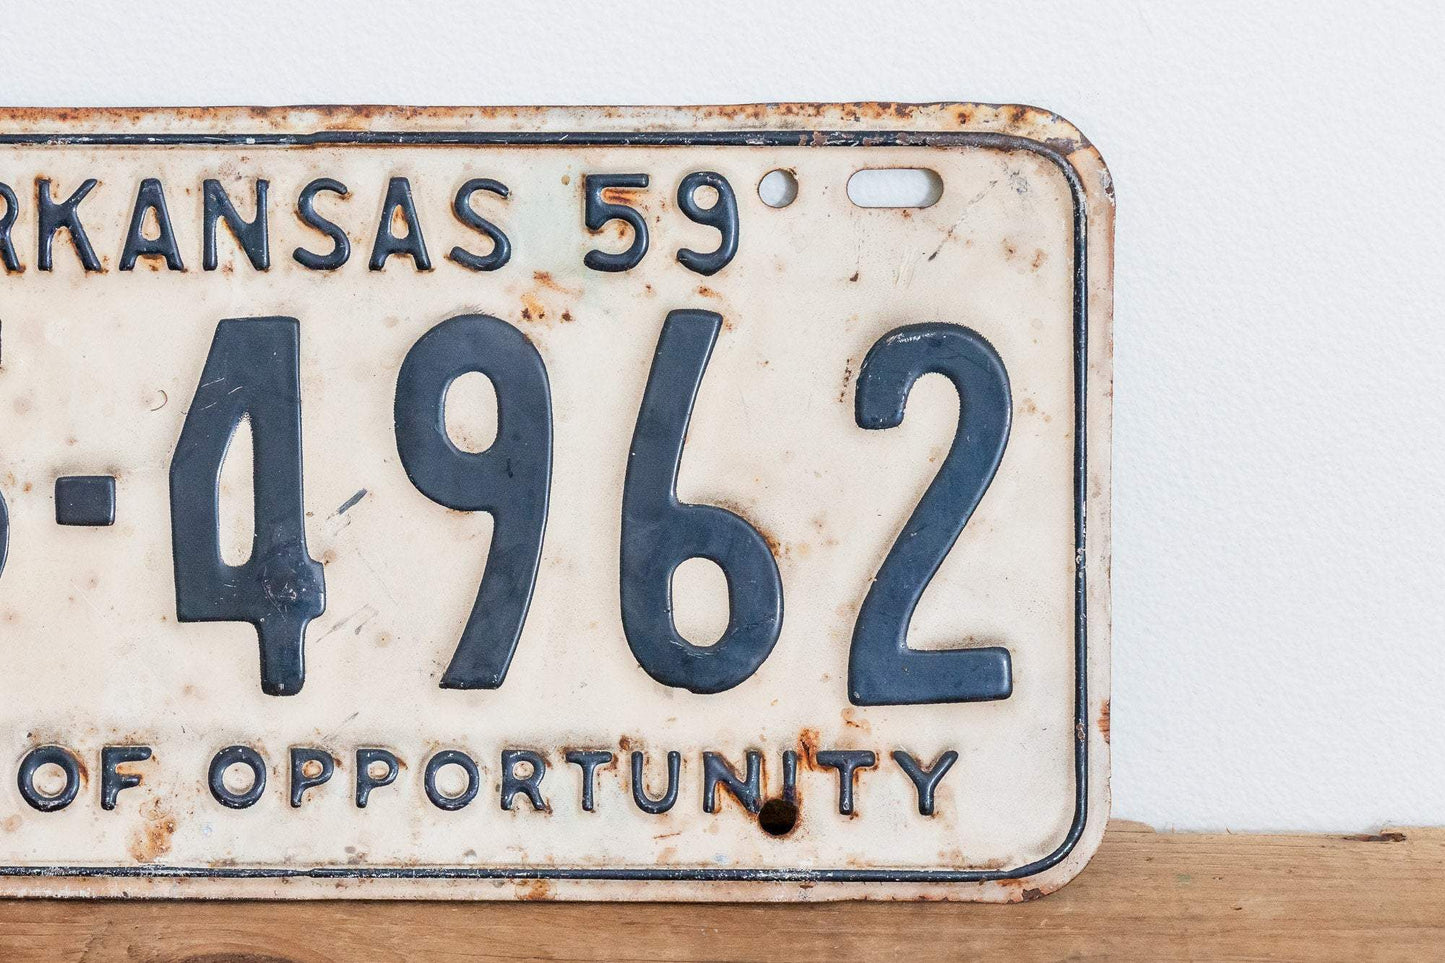 RKANSAS 59
-4962
OF OPPORTUNITY